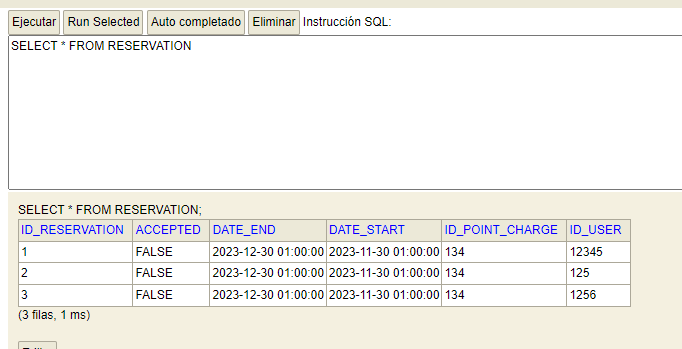 Ejecutar Run Selected Auto completado Eliminar Instrucción SQL:
SELECT * FROM RESERVATION
SELECT * FROM RESERVATION;
ID_RESERVATION ACCEPTED DATE_END DATE_START ID_POINT_CHARGE ID_USER
1 FALSE 2023-12-30 01:00:00 2023-11-30 01:00:00 134 12345
2 FALSE 2023-12-30 01:00:00 2023-11-30 01:00:00 134 125
3 FALSE 2023-12-30 01:00:00 2023-11-30 01:00:00 134 1256
(3 filas, 1 ms)